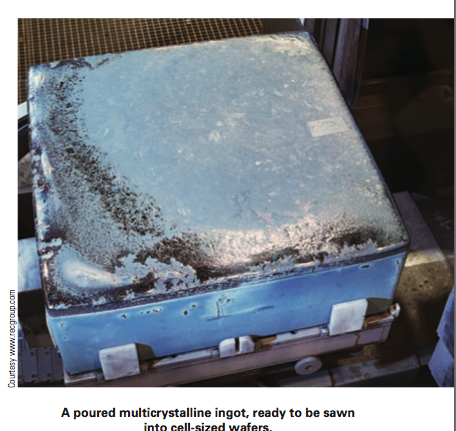 Courtesy www.recgroup.com
A poured multicrystalline ingot, ready to be sawn
into cell-sized wafers.